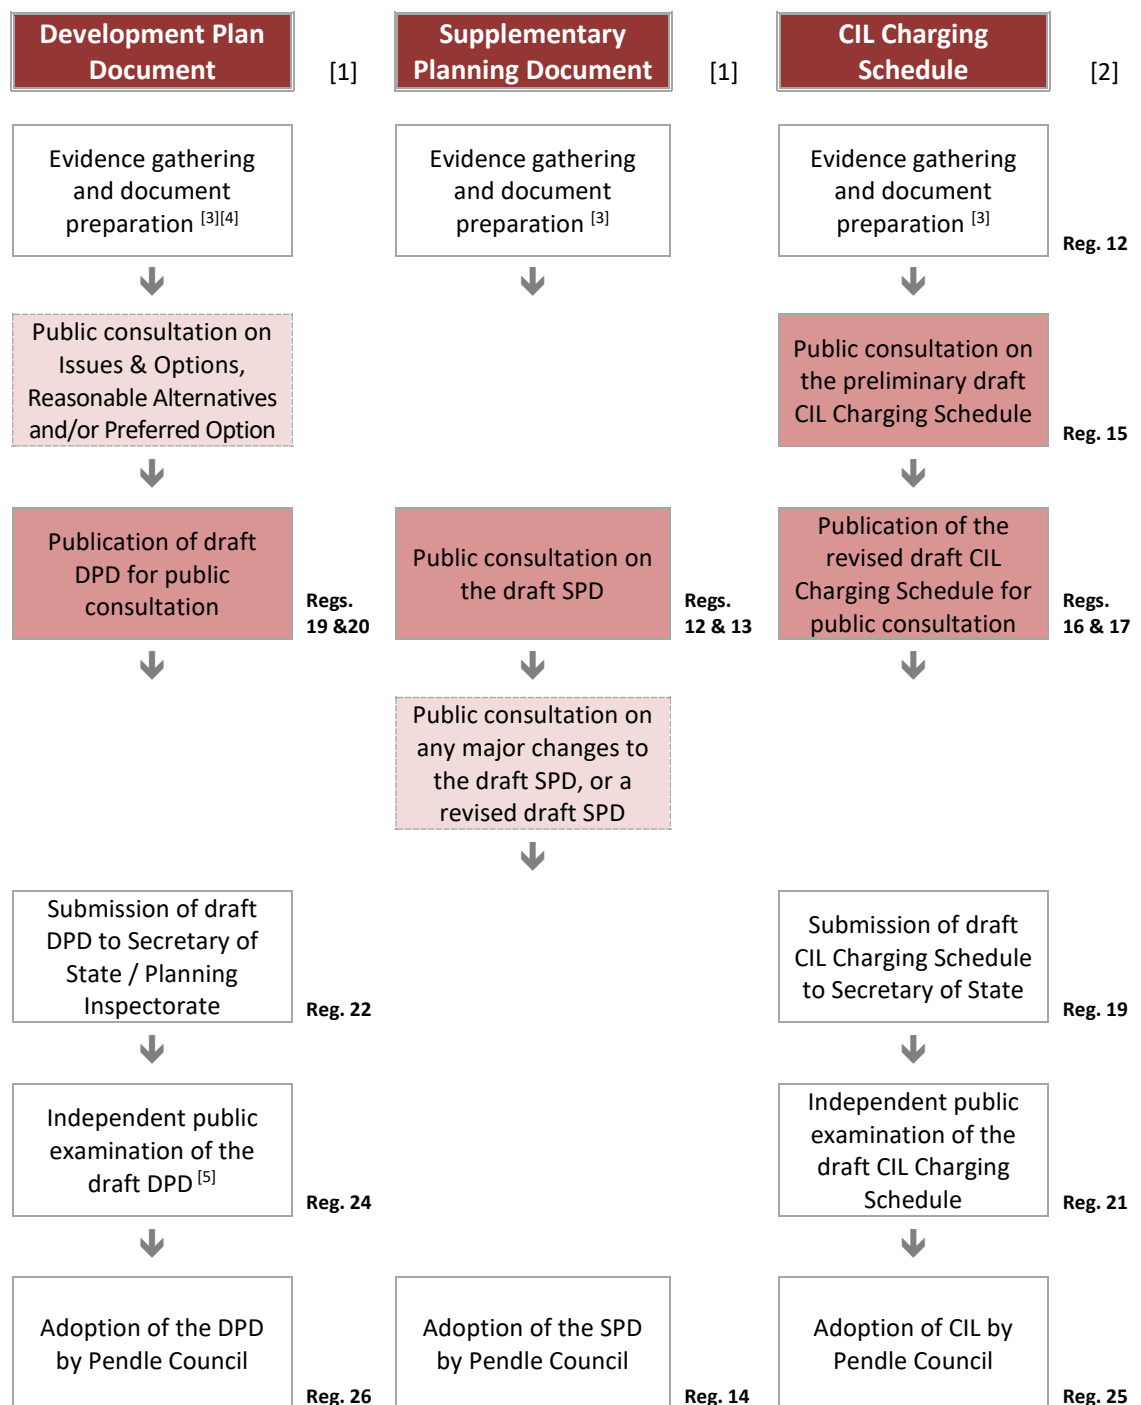 Development Plan
Document
[1]
Supplementary
Planning Document
[1]
CIL Charging
Schedule
[2]
Evidence gathering
and document
preparation [3][4]
Evidence gathering
and document
preparation [3]
Evidence gathering
and document
preparation [3]
Reg. 12
Public consultation on
Issues & Options,
Reasonable Alternatives
and/or Preferred Option
Public consultation on
the preliminary draft
CIL Charging Schedule
Reg. 15
Publication of draft
DPD for public
consultation
Regs.
19 &20
Public consultation on
the draft SPD
Regs.
12 & 13
Publication of the
revised draft CIL
Charging Schedule for
public consultation
Regs.
16 & 17
Public consultation on
any major changes to
the draft SPD, or a
revised draft SPD
Submission of draft
DPD to Secretary of
State / Planning
Inspectorate
Reg. 22
Submission of draft
CIL Charging Schedule
to Secretary of State
Reg. 19
Independent public
examination of the
draft DPD [5]
Reg. 24
Independent public
examination of the
draft CIL Charging
Schedule
Reg. 21
Adoption of the DPD
by Pendle Council
Reg. 26
Adoption of the SPD
by Pendle Council
Reg. 14
Adoption of CIL by
Pendle Council
Reg. 25